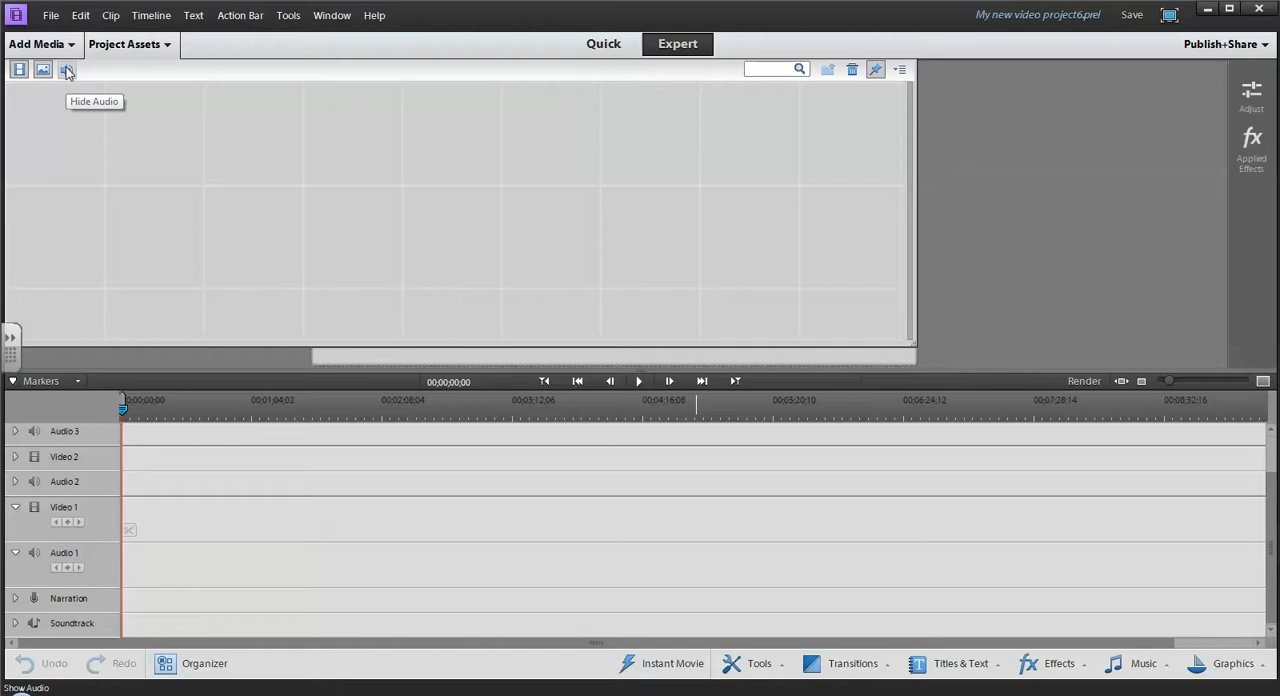 File Edit Clip Timeline Text Action Bar Tools Window Help My new video project6.prel Save
Add Media Project Assets Quick Expert Publish+Share
Hide Audio
Adjust
Applied
Effects
Markers 00;00;00;00 Render
00;00;00;00 00;01;04;02 00;02;08;04 00;03;12;06 00;04;16;08 00;05;20;10 00;06;24;12 00;07;28;14 00;08;32;16
Audio 3
Video 2
Audio 2
Video 1
Audio 1
Narration
Soundtrack
Undo Redo Organizer Instant Movie Tools Transitions Titles & Text Effects Music Graphics
Show Audio